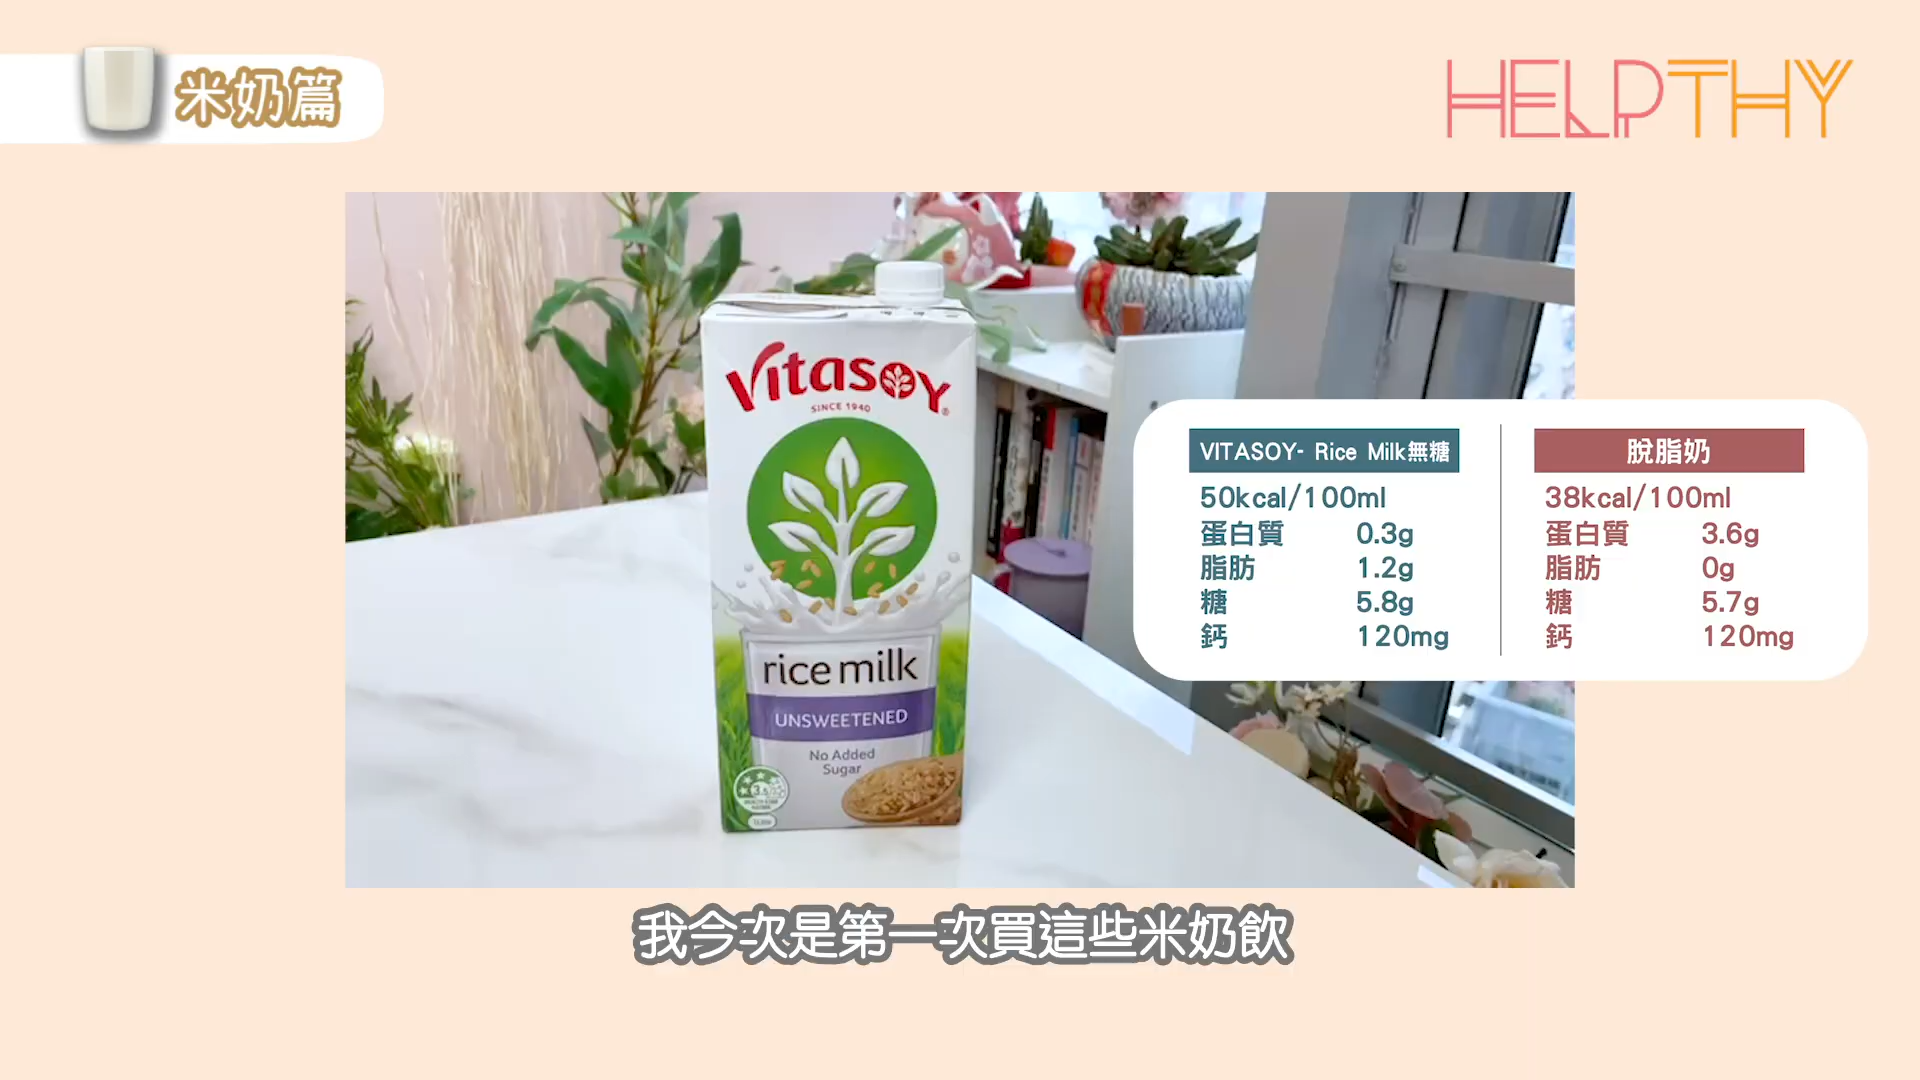 米奶篇
HELPTHY
Vitasoy
SINCE 1940
rice milk
UNSWEETENED
No Added
Sugar
VITASOY- Rice Milk無糖
50kcal/100ml
蛋白質 0.3g
脂肪 1.2g
糖 5.8g
鈣 120mg
脫脂奶
38kcal/100ml
蛋白質 3.6g
脂肪 0g
糖 5.7g
鈣 120mg
我今次是第一次買這些米奶飲